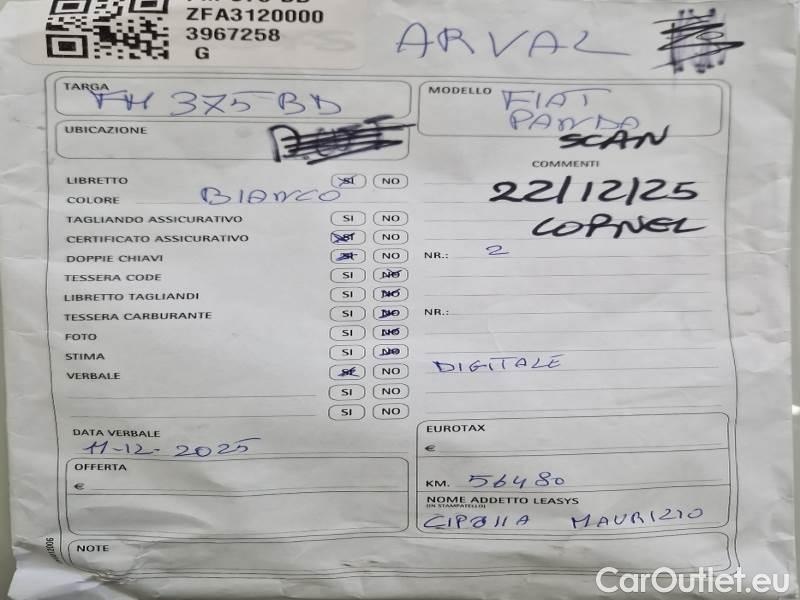 ZFA3120000
3967258
G
ARVAL
TARGA
FM 375 BD
MODELLO
FIAT
PANDA
UBICAZIONE
SCAN
COMMENTI
22/12/25
CORNEL
LIBRETTO SI NO
COLORE BIANCO
TAGLIANDO ASSICURATIVO SI NO
CERTIFICATO ASSICURATIVO SI NO
DOPPIE CHIAVI SI NO NR.: 2
TESSERA CODE SI NO
LIBRETTO TAGLIANDI SI NO
TESSERA CARBURANTE SI NO NR.:
FOTO SI NO
STIMA SI NO
VERBALE SI NO DIGITALE
SI NO
SI NO
DATA VERBALE
11-12-2025
EUROTAX
€
OFFERTA
€
KM. 56480
NOME ADDETTO LEASYS
(IN STAMPATELLO)
MAURIZIO
NOTE
CarOutlet.eu